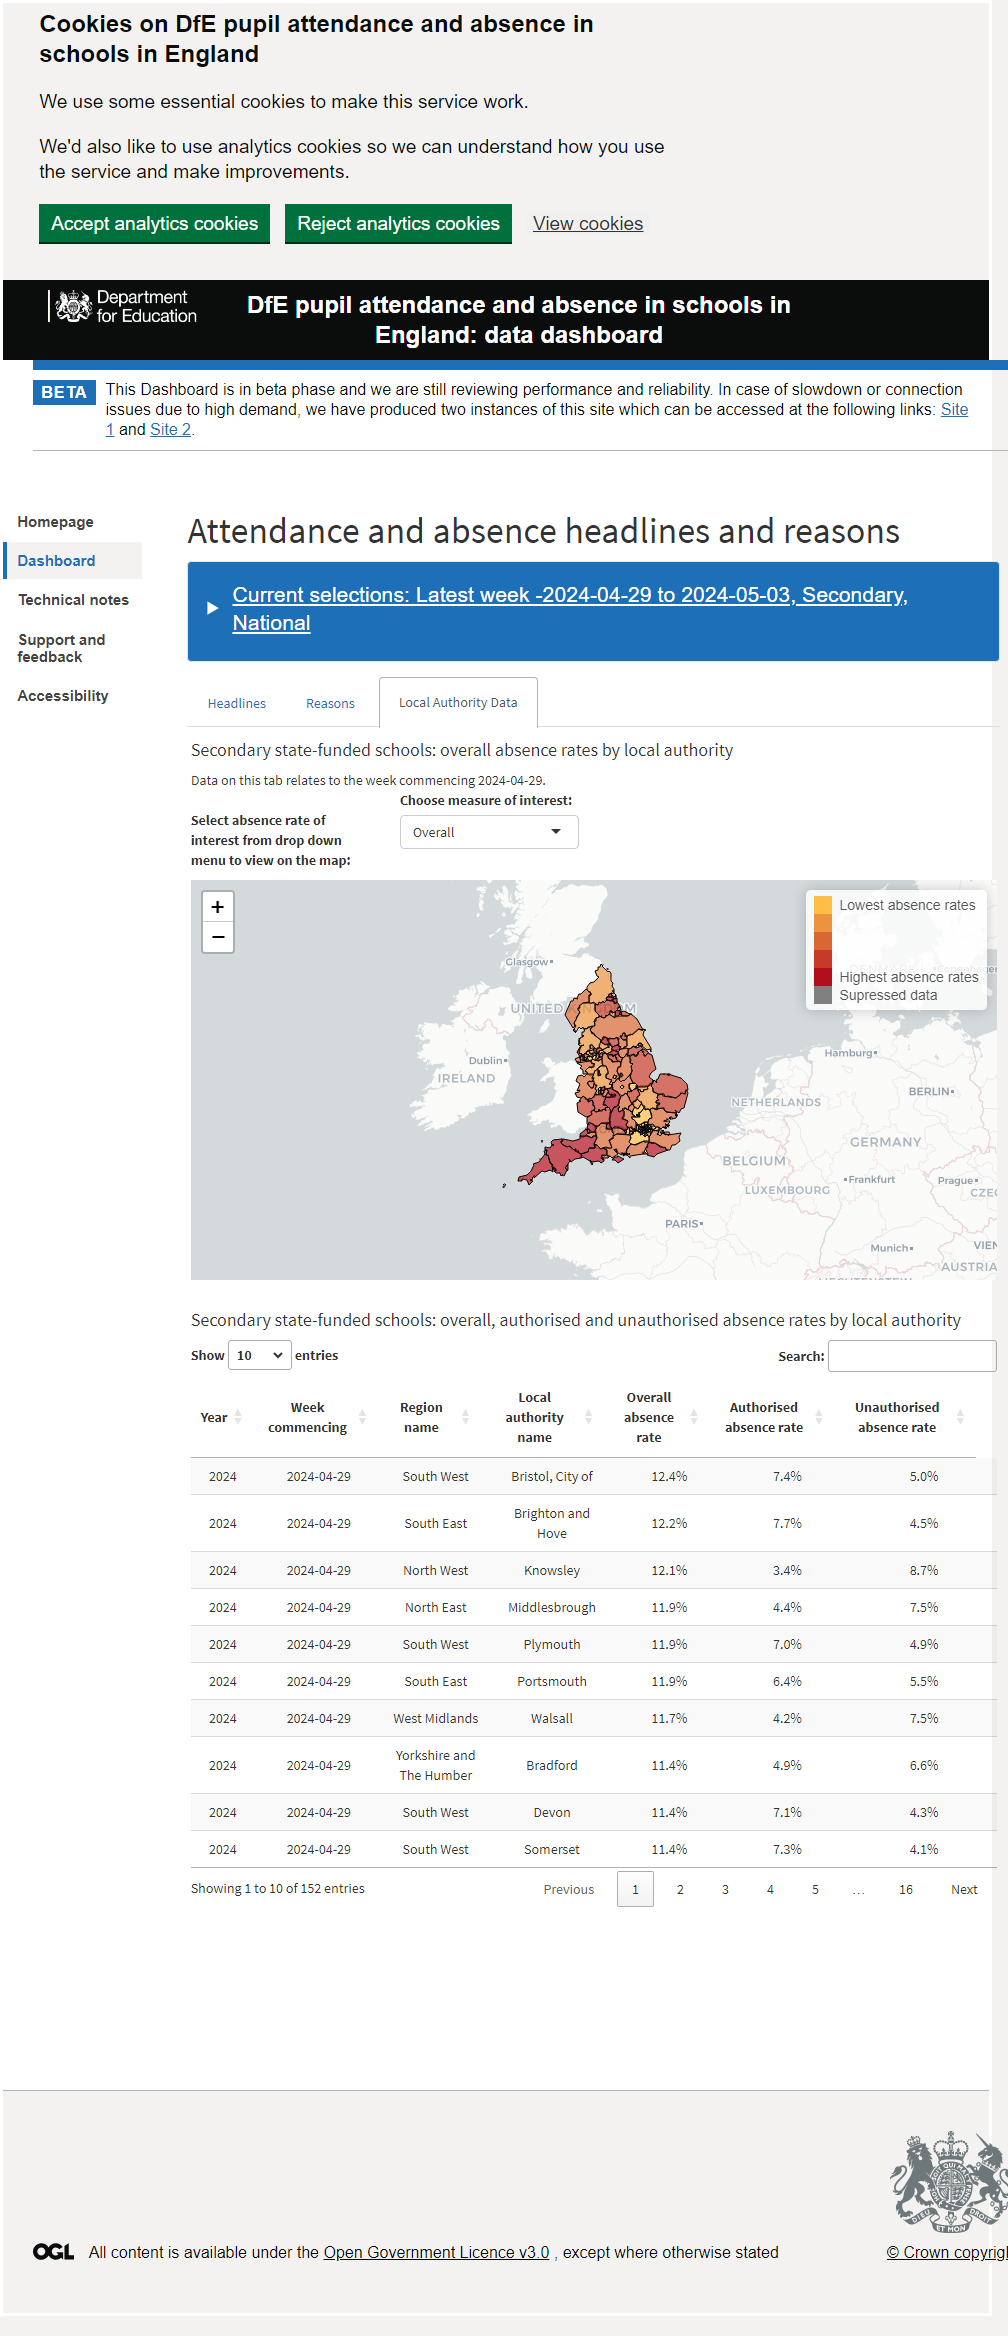 Cookies on DfE pupil attendance and absence in
schools in England
We use some essential cookies to make this service work.
We'd also like to use analytics cookies so we can understand how you use
the service and make improvements.
Accept analytics cookies
Reject analytics cookies
View cookies
Department
for Education
DfE pupil attendance and absence in schools in
England: data dashboard
BETA
This Dashboard is in beta phase and we are still reviewing performance and reliability. In case of slowdown or connection
issues due to high demand, we have produced two instances of this site which can be accessed at the following links: Site
1 and Site 2.
Homepage
Dashboard
Technical notes
Support and
feedback
Accessibility
Attendance and absence headlines and reasons
Current selections: Latest week -2024-04-29 to 2024-05-03, Secondary,
National
Headlines
Reasons
Local Authority Data
Secondary state-funded schools: overall absence rates by local authority
Data on this tab relates to the week commencing 2024-04-29.
Select absence rate of
interest from drop down
menu to view on the map:
Choose measure of interest:
Overall
+
−
Lowest absence rates
Highest absence rates
Supressed data
Glasgow
UNITED KINGDOM
Dublin
IRELAND
Hamburg
BERLIN
NETHERLANDS
GERMANY
BELGIUM
Frankfurt
LUXEMBOURG
Prague
CZE
PARIS
Munich
VIEN
AUSTRIA
LIECHTENSTEIN
Secondary state-funded schools: overall, authorised and unauthorised absence rates by local authority
Show 10 entries
Search:
Year Week commencing Region name Local authority name Overall absence rate Authorised absence rate Unauthorised absence rate
2024 2024-04-29 South West Bristol, City of 12.4% 7.4% 5.0%
2024 2024-04-29 South East Brighton and Hove 12.2% 7.7% 4.5%
2024 2024-04-29 North West Knowsley 12.1% 3.4% 8.7%
2024 2024-04-29 North East Middlesbrough 11.9% 4.4% 7.5%
2024 2024-04-29 South West Plymouth 11.9% 7.0% 4.9%
2024 2024-04-29 South East Portsmouth 11.9% 6.4% 5.5%
2024 2024-04-29 West Midlands Walsall 11.7% 4.2% 7.5%
2024 2024-04-29 Yorkshire and The Humber Bradford 11.4% 4.9% 6.6%
2024 2024-04-29 South West Devon 11.4% 7.1% 4.3%
2024 2024-04-29 South West Somerset 11.4% 7.3% 4.1%
Showing 1 to 10 of 152 entries
Previous 1 2 3 4 5 … 16 Next
OGL All content is available under the Open Government Licence v3.0 , except where otherwise stated
© Crown copyrigh